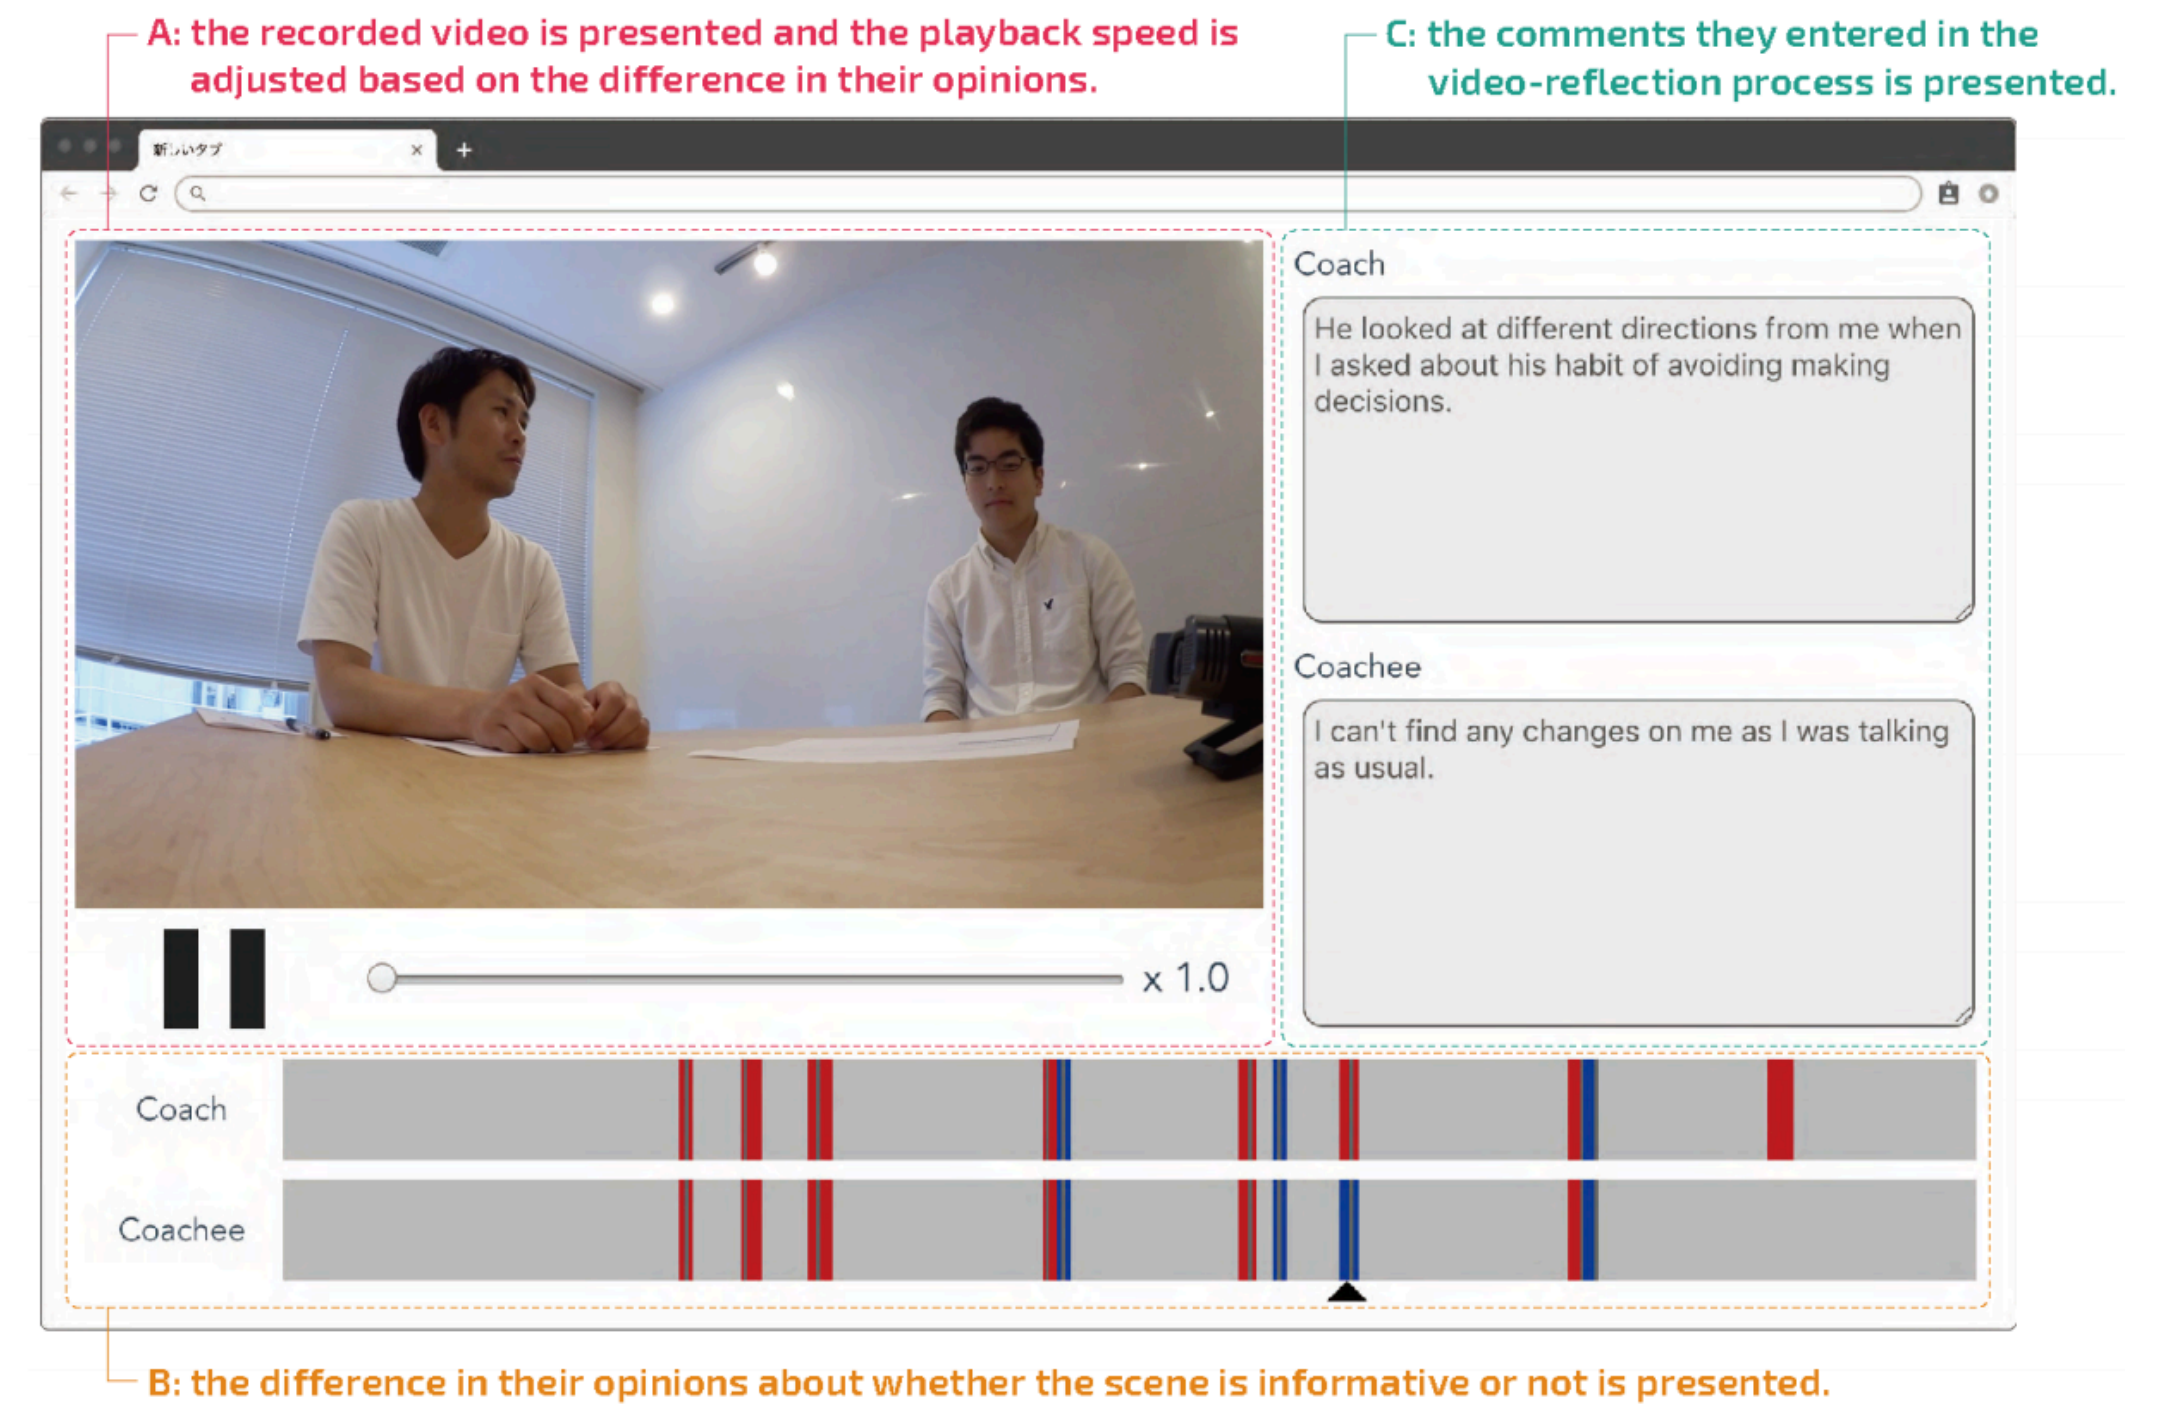 A: the recorded video is presented and the playback speed is
adjusted based on the difference in their opinions.
C: the comments they entered in the
video-reflection process is presented.
新しいタブ
Coach
He looked at different directions from me when
I asked about his habit of avoiding making
decisions.
Coachee
I can't find any changes on me as I was talking
as usual.
x 1.0
Coach
Coachee
B: the difference in their opinions about whether the scene is informative or not is presented.